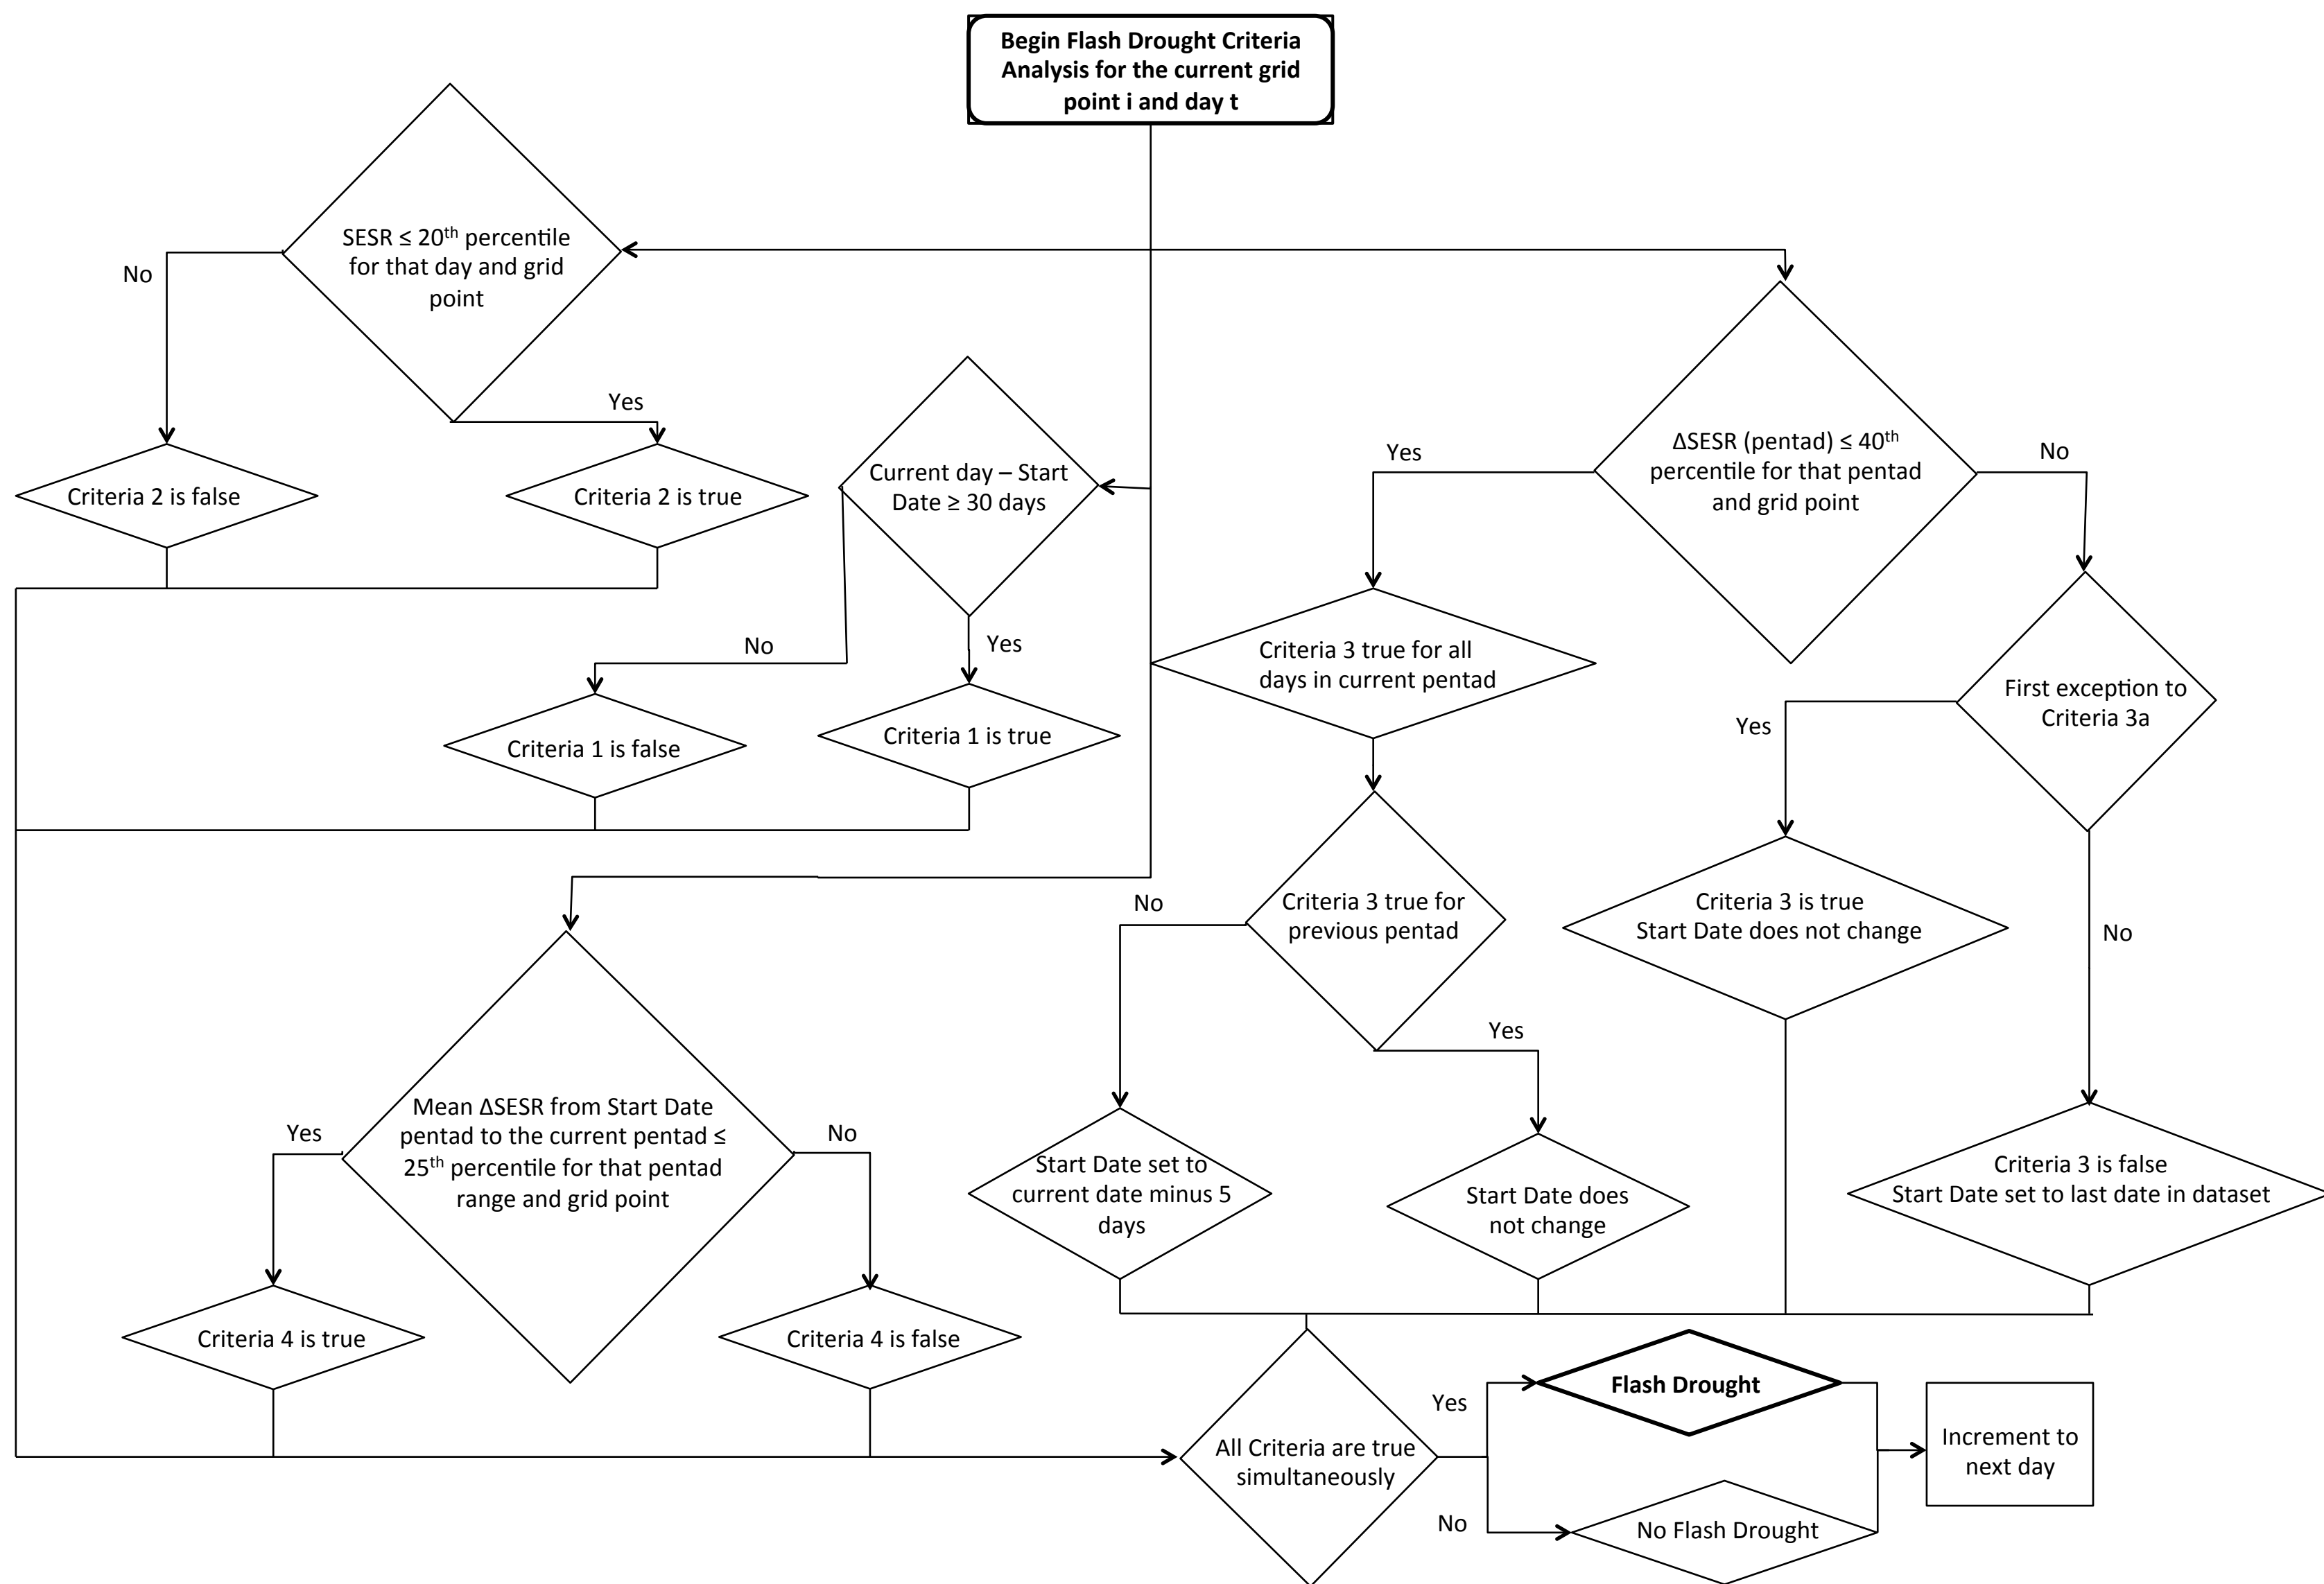 Begin Flash Drought Criteria
Analysis for the current grid
point i and day t
SESR ≤ 20th percentile
for that day and grid
point
No
Yes
Criteria 2 is false
Criteria 2 is true
Current day – Start
Date ≥ 30 days
No
Yes
Criteria 1 is false
Criteria 1 is true
ΔSESR (pentad) ≤ 40th
percentile for that pentad
and grid point
Yes
No
Criteria 3 true for all
days in current pentad
First exception to
Criteria 3a
Yes
No
Criteria 3 true for
previous pentad
No
Yes
Criteria 3 is true
Start Date does not change
Start Date set to
current date minus 5
days
Start Date does
not change
Criteria 3 is false
Start Date set to last date in dataset
Mean ΔSESR from Start Date
pentad to the current pentad ≤
25th percentile for that pentad
range and grid point
Yes
No
Criteria 4 is true
Criteria 4 is false
All Criteria are true
simultaneously
Yes
No
Flash Drought
No Flash Drought
Increment to
next day